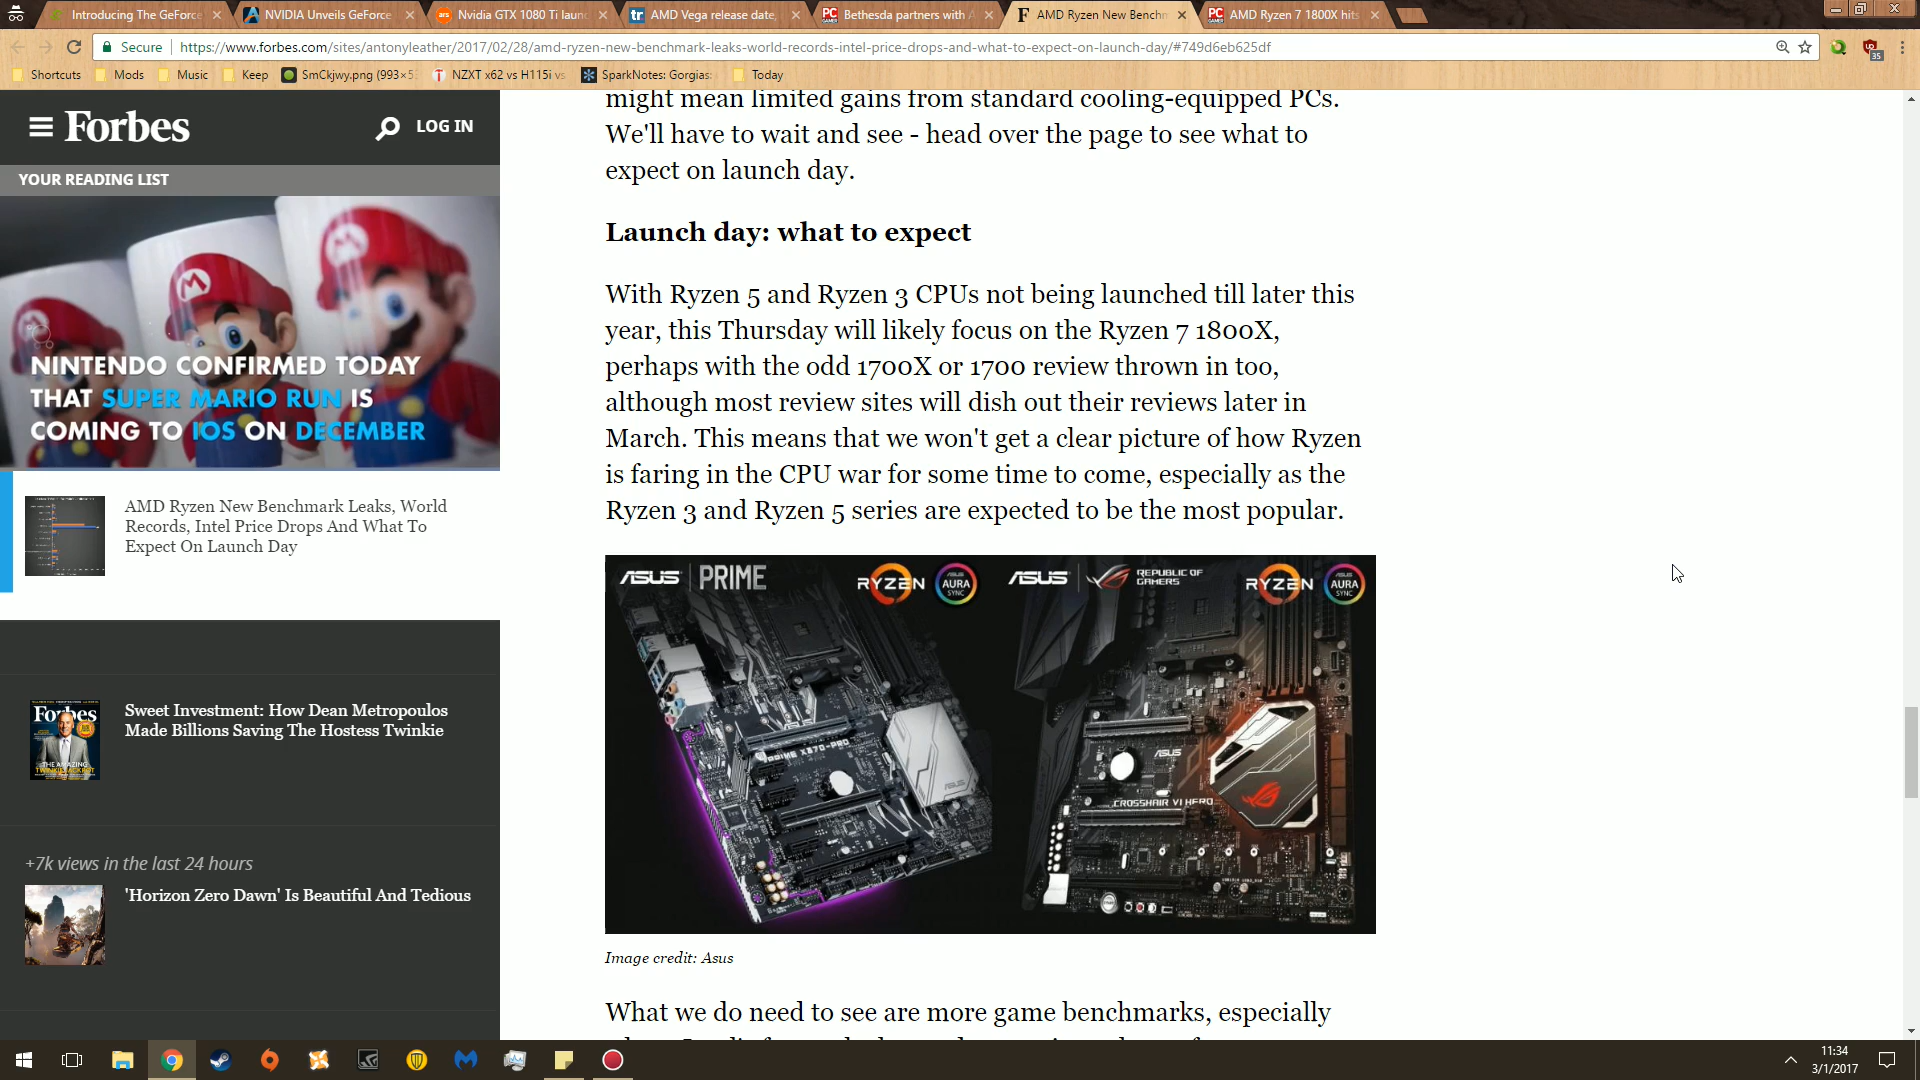 Introducing The GeForce
NVIDIA Unveils GeForce
Nvidia GTX 1080 Ti laun
AMD Vega release date,
Bethesda partners with A
AMD Ryzen New Benchm
AMD Ryzen 7 1800X hits
Secure
https://www.forbes.com/sites/antonyleather/2017/02/28/amd-ryzen-new-benchmark-leaks-world-records-intel-price-drops-and-what-to-expect-on-launch-day/#749d6eb625df
35
Shortcuts
Mods
Music
Keep
SmCkjwy.png (993×5
NZXT x62 vs H115i vs
SparkNotes: Gorgias:
Today
Forbes
LOG IN
YOUR READING LIST
NINTENDO CONFIRMED TODAY
THAT SUPER MARIO RUN IS
COMING TO IOS ON DECEMBER
AMD Ryzen New Benchmark Leaks, World
Records, Intel Price Drops And What To
Expect On Launch Day
Forbes
Sweet Investment: How Dean Metropoulos
Made Billions Saving The Hostess Twinkie
+7k views in the last 24 hours
'Horizon Zero Dawn' Is Beautiful And Tedious
might mean limited gains from standard cooling-equipped PCs.
We'll have to wait and see - head over the page to see what to
expect on launch day.
Launch day: what to expect
With Ryzen 5 and Ryzen 3 CPUs not being launched till later this
year, this Thursday will likely focus on the Ryzen 7 1800X,
perhaps with the odd 1700X or 1700 review thrown in too,
although most review sites will dish out their reviews later in
March. This means that we won't get a clear picture of how Ryzen
is faring in the CPU war for some time to come, especially as the
Ryzen 3 and Ryzen 5 series are expected to be the most popular.
ASUS PRIME
RYZEN
AURA
SYNC
ASUS
REPUBLIC OF
GAMERS
RYZEN
AURA
SYNC
PRIME X370-PRO
ASUS
CROSSHAIR VI HERO
Image credit: Asus
What we do need to see are more game benchmarks, especially
11:34
3/1/2017